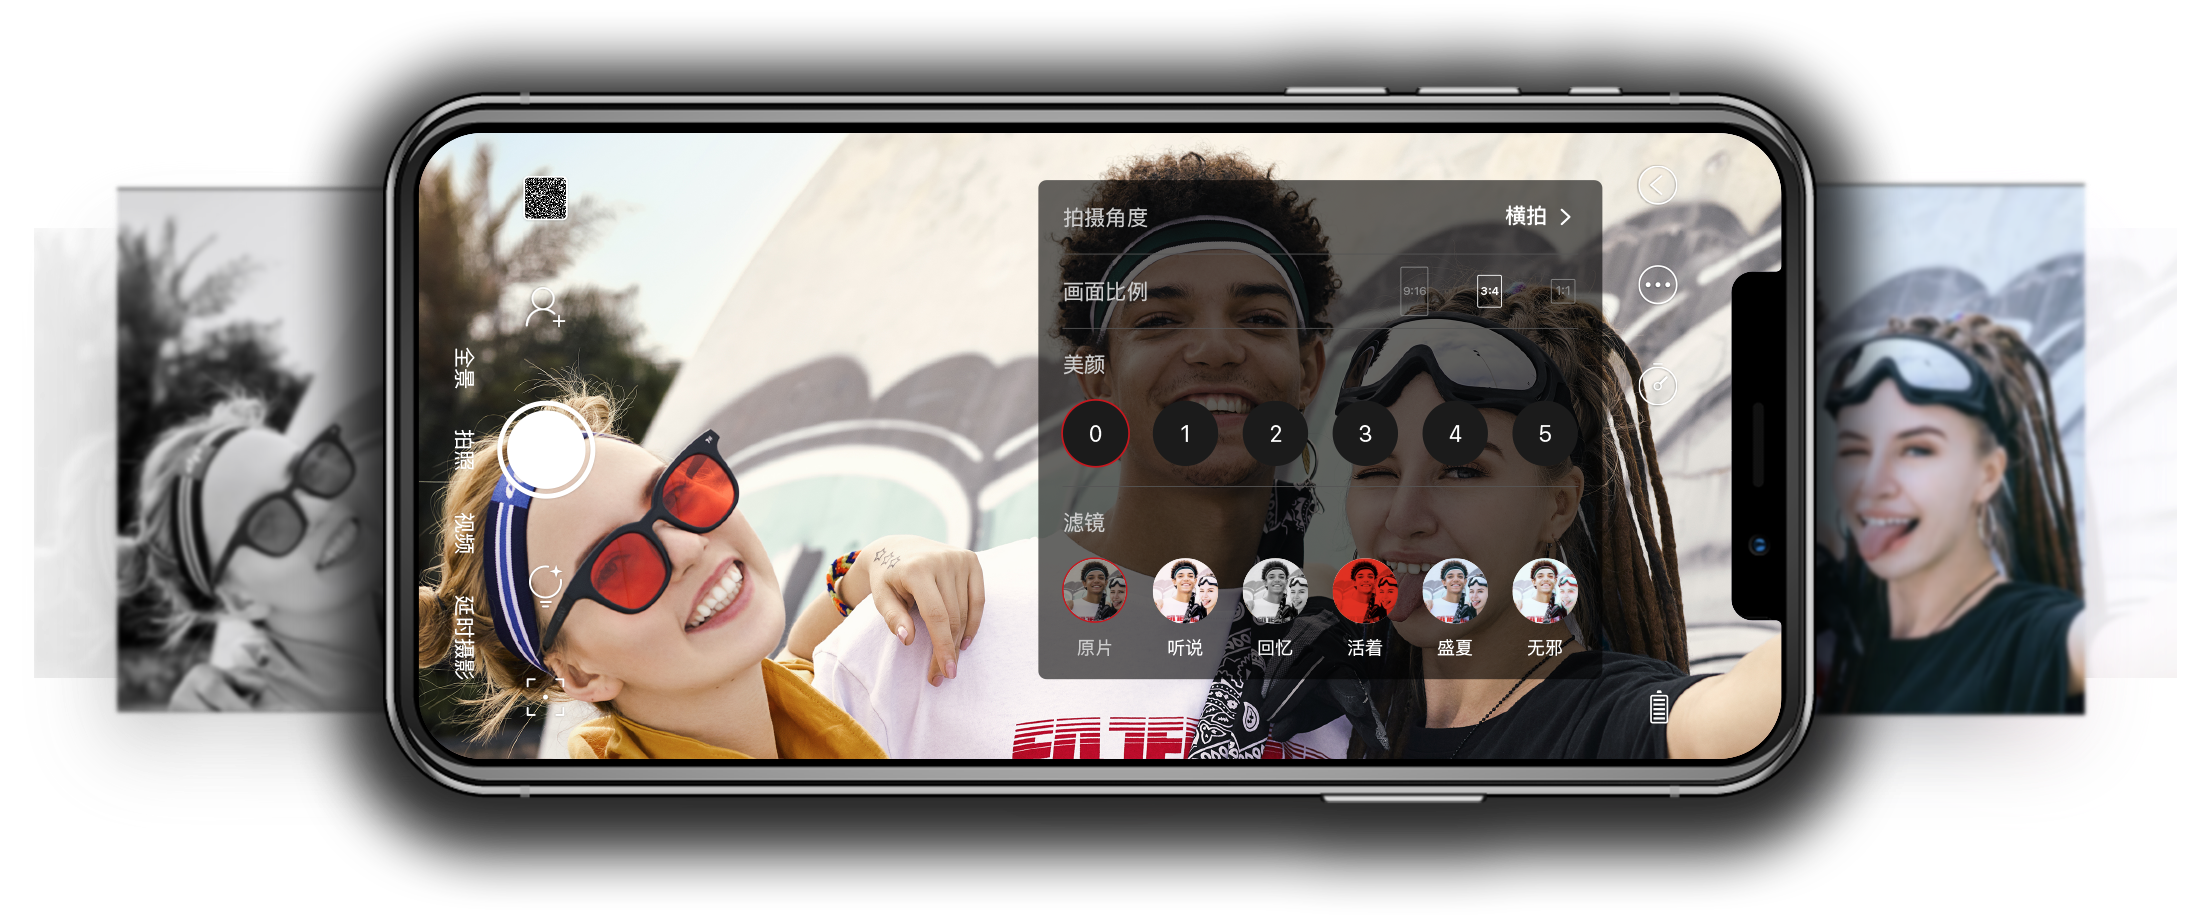 全景
拍照
视频
延时摄影
拍摄角度
横拍
画面比例
9:16
3:4
1:1
美颜
0 1 2 3 4 5
滤镜
原片 听说 回忆 活着 盛夏 无邪